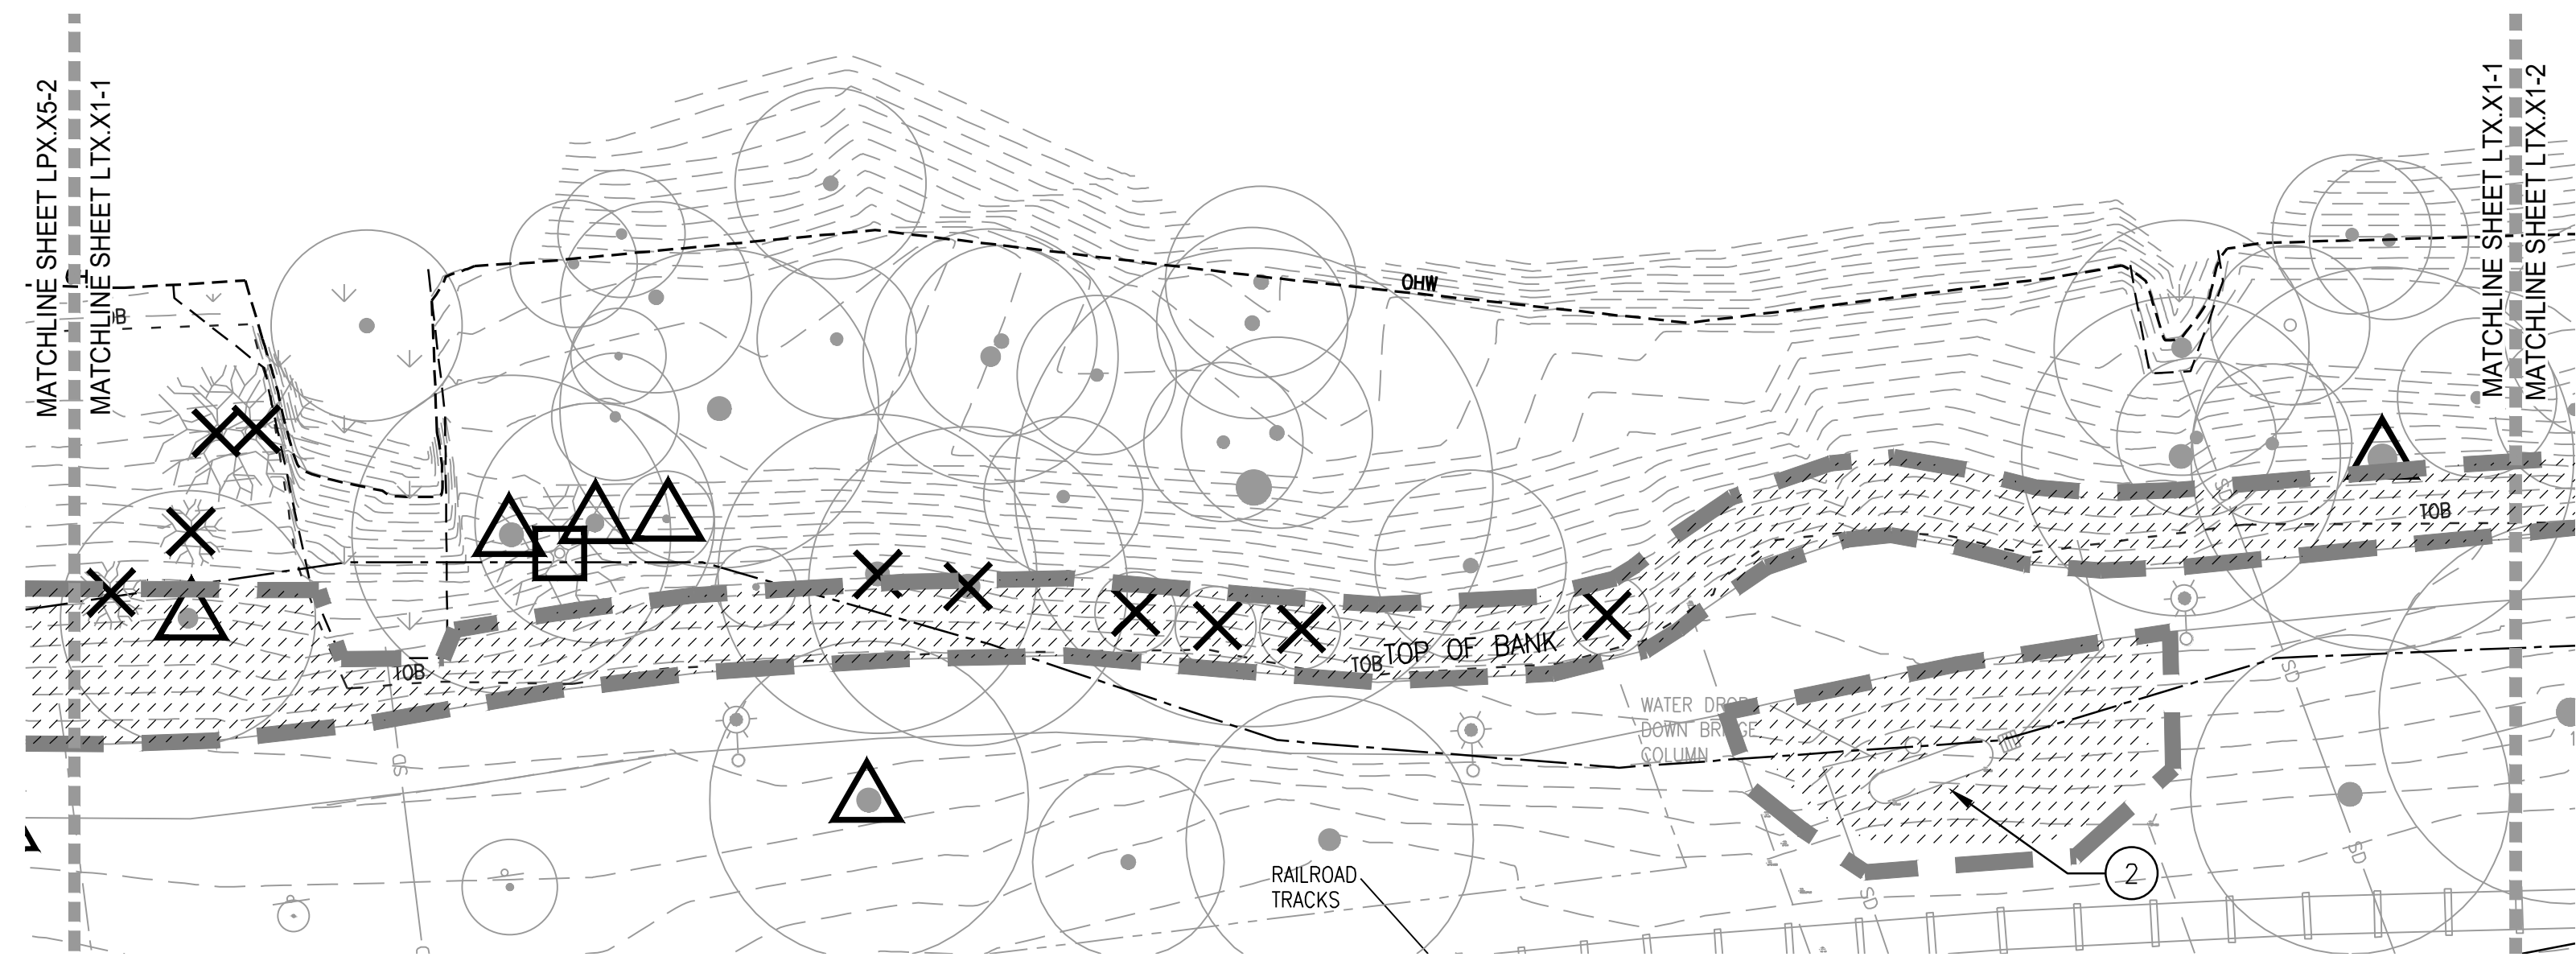 MATCHLINE SHEET LPX.X5-2
MATCHLINE SHEET LTX.X1-1
OHW
TOB
TOB
TOB
TOP OF BANK
WATER DROP
DOWN BRIDGE
COLUMN
RAILROAD
TRACKS
2
SD
SD
SD
SD
SD
MATCHLINE SHEET LTX.X1-1
MATCHLINE SHEET LTX.X1-2